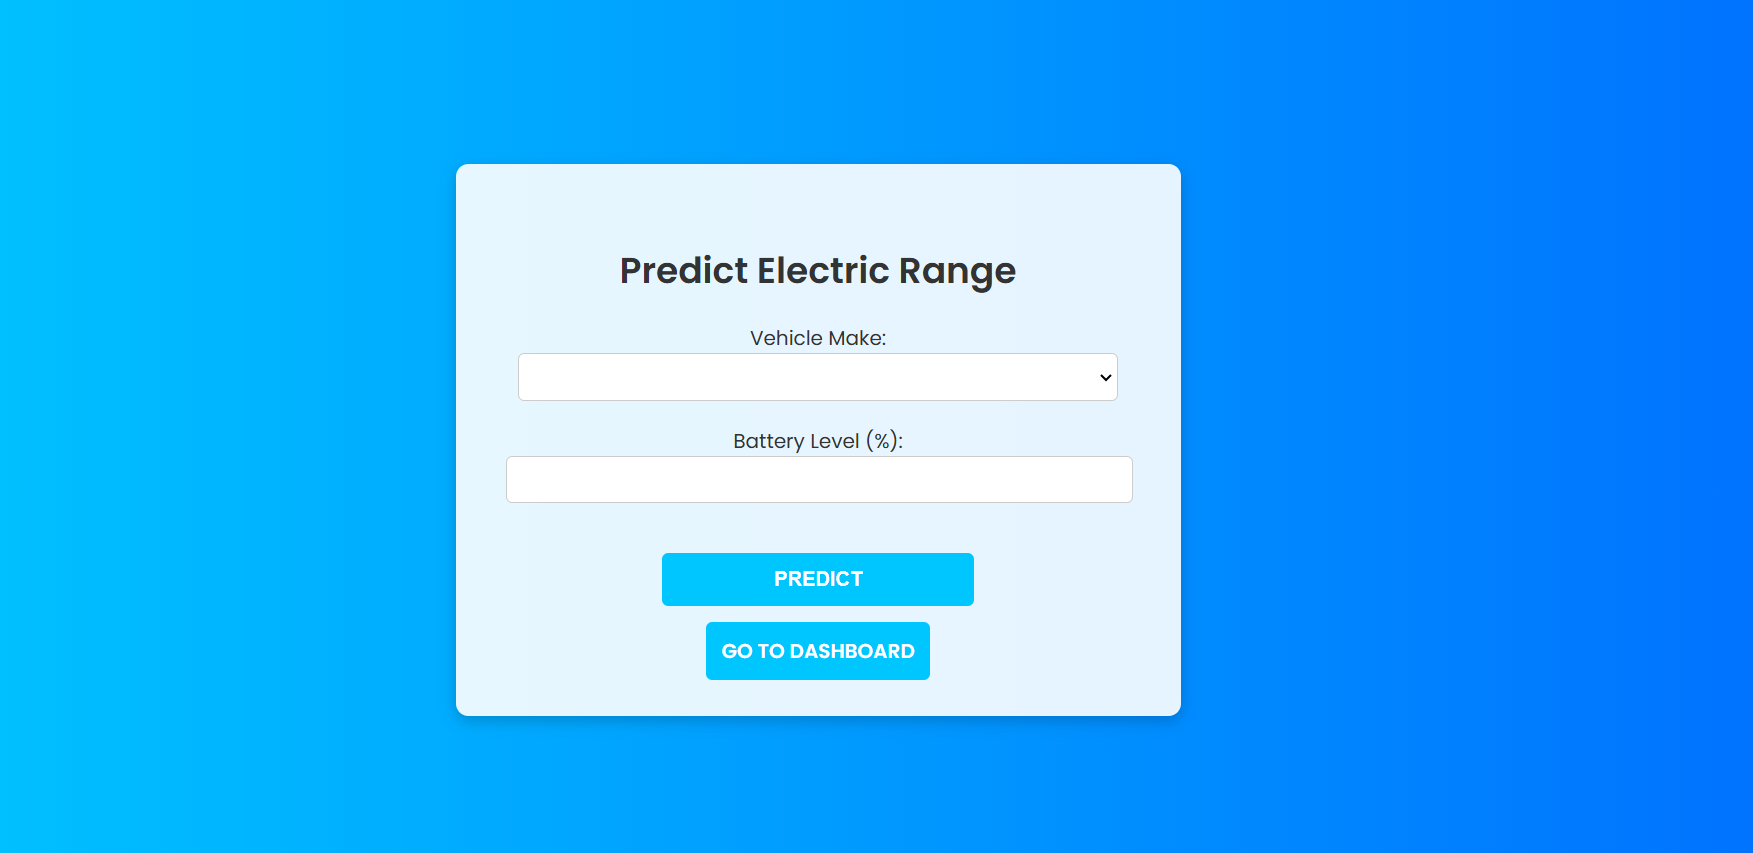 Predict Electric Range
Vehicle Make:
Battery Level (%):
PREDICT
GO TO DASHBOARD